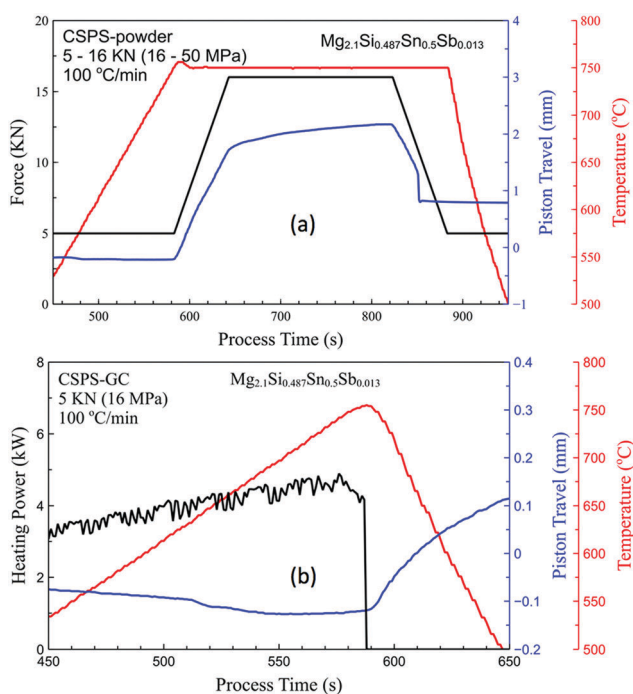 CSPS-powder
5 - 16 KN (16 - 50 MPa)
100 °C/min
Mg2.1Si0.487Sn0.5Sb0.013
20
15
10
5
0
Force (KN)
(a)
4
3
2
1
0
-1
Piston Travel (mm)
800
750
700
650
600
550
500
Temperature (°C)
500 600 700 800 900
Process Time (s)
CSPS-GC
5 KN (16 MPa)
100 °C/min
Mg2.1Si0.487Sn0.5Sb0.013
8
6
4
2
0
Heating Power (kW)
(b)
0.4
0.3
0.2
0.1
0
-0.1
-0.2
Piston Travel (mm)
800
750
700
650
600
550
500
Temperature (°C)
450 500 550 600 650
Process Time (s)